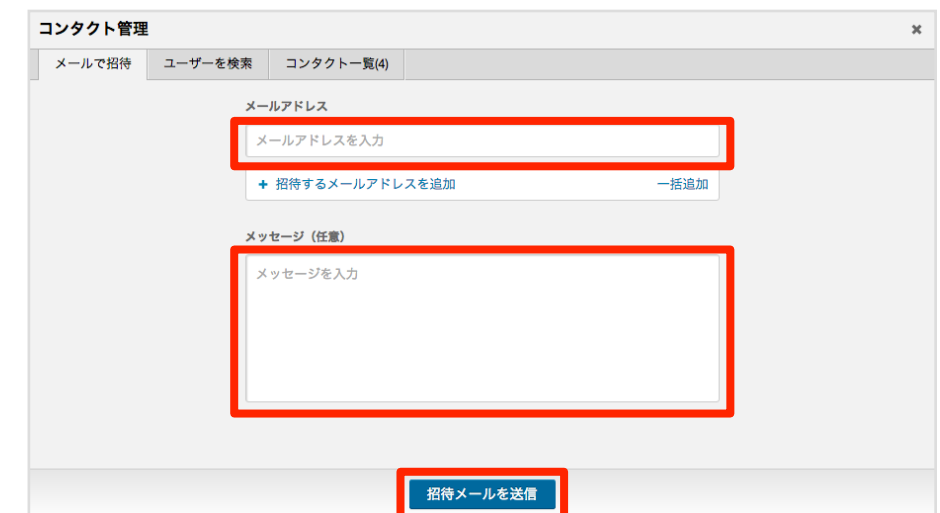 コンタクト管理
メールで招待 ユーザーを検索 コンタクト一覧(4)
メールアドレス
メールアドレスを入力
+ 招待するメールアドレスを追加 一括追加
メッセージ（任意）
メッセージを入力
招待メールを送信